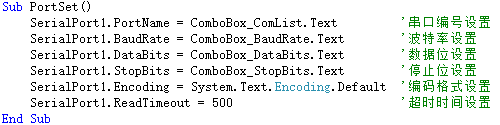 Sub PortSet()
    SerialPort1.PortName = ComboBox_ComList.Text        '串口编号设置
    SerialPort1.BaudRate = ComboBox_BaudRate.Text       '波特率设置
    SerialPort1.DataBits = ComboBox_DataBits.Text       '数据位设置
    SerialPort1.StopBits = ComboBox_StopBits.Text       '停止位设置
    SerialPort1.Encoding = System.Text.Encoding.Default '编码格式设置
    SerialPort1.ReadTimeout = 500                       '超时时间设置
End Sub